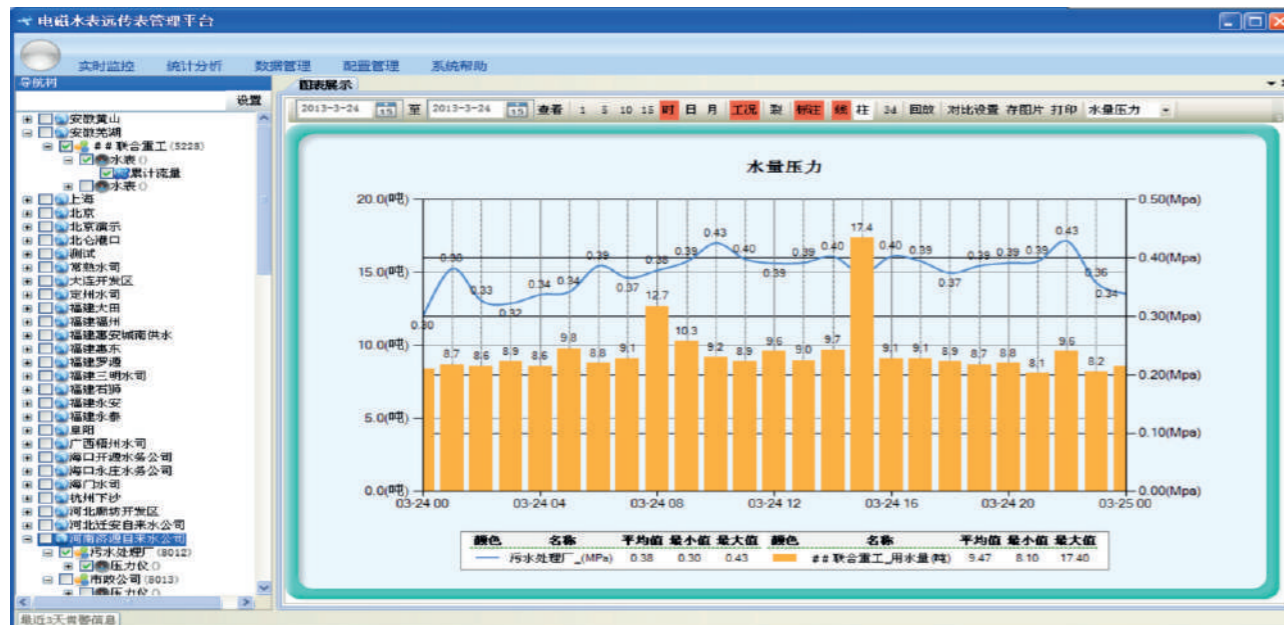 电磁水表远传表管理平台
实时监控 统计分析 数据管理 配置管理 系统帮助
导航树
图表展示
设置
2013-3-24 15 至 2013-3-24 15 查看 1 5 10 15 时 日 月 工况 裂 标注 线 柱 3d 回放 对比设置 存图片 打印 水量压力
安徽黄山
安徽芜湖
##联合重工(5228)
水表()
累计流量
水表()
上海
北京
北京演示
北仑港口
测试
常熟水司
大连开发区
定州水司
福建大田
福建福州
福建惠安城南供水
福建惠东
福建罗源
福建三明水司
福建石狮
福建永安
福建永泰
阜阳
广西梧州水司
海口开源水务公司
海口永庄水务公司
海门水司
杭州下沙
河北廊坊开发区
河北迁安自来水公司
河南济源自来水公司
污水处理厂(8012)
压力仪()
市政公司(8013)
压力仪()
最近3天告警信息
水量压力
20.0(吨) 0.50(Mpa)
15.0(吨) 0.40(Mpa)
10.0(吨) 0.30(Mpa)
5.0(吨) 0.20(Mpa)
0.10(Mpa)
0.0(吨) 0.00(Mpa)
0.30 0.38 0.33 0.32 0.34 0.34 0.39 0.37 0.38 0.39 0.43 0.40 0.39 0.39 0.40 0.40 0.39 0.37 0.39 0.39 0.39 0.43 0.36 0.34
8.7 8.6 8.9 8.6 9.8 8.8 9.1 12.7 10.3 9.2 8.9 9.6 9.0 9.7 17.4 9.1 9.1 8.9 8.7 8.8 8.1 9.6 8.2
03-24 00 03-24 04 03-24 08 03-24 12 03-24 16 03-24 20 03-25 00
颜色 名称 平均值 最小值 最大值 颜色 名称 平均值 最小值 最大值
污水处理厂_(MPa) 0.38 0.30 0.43 ##联合重工_用水量(吨) 9.47 8.10 17.40